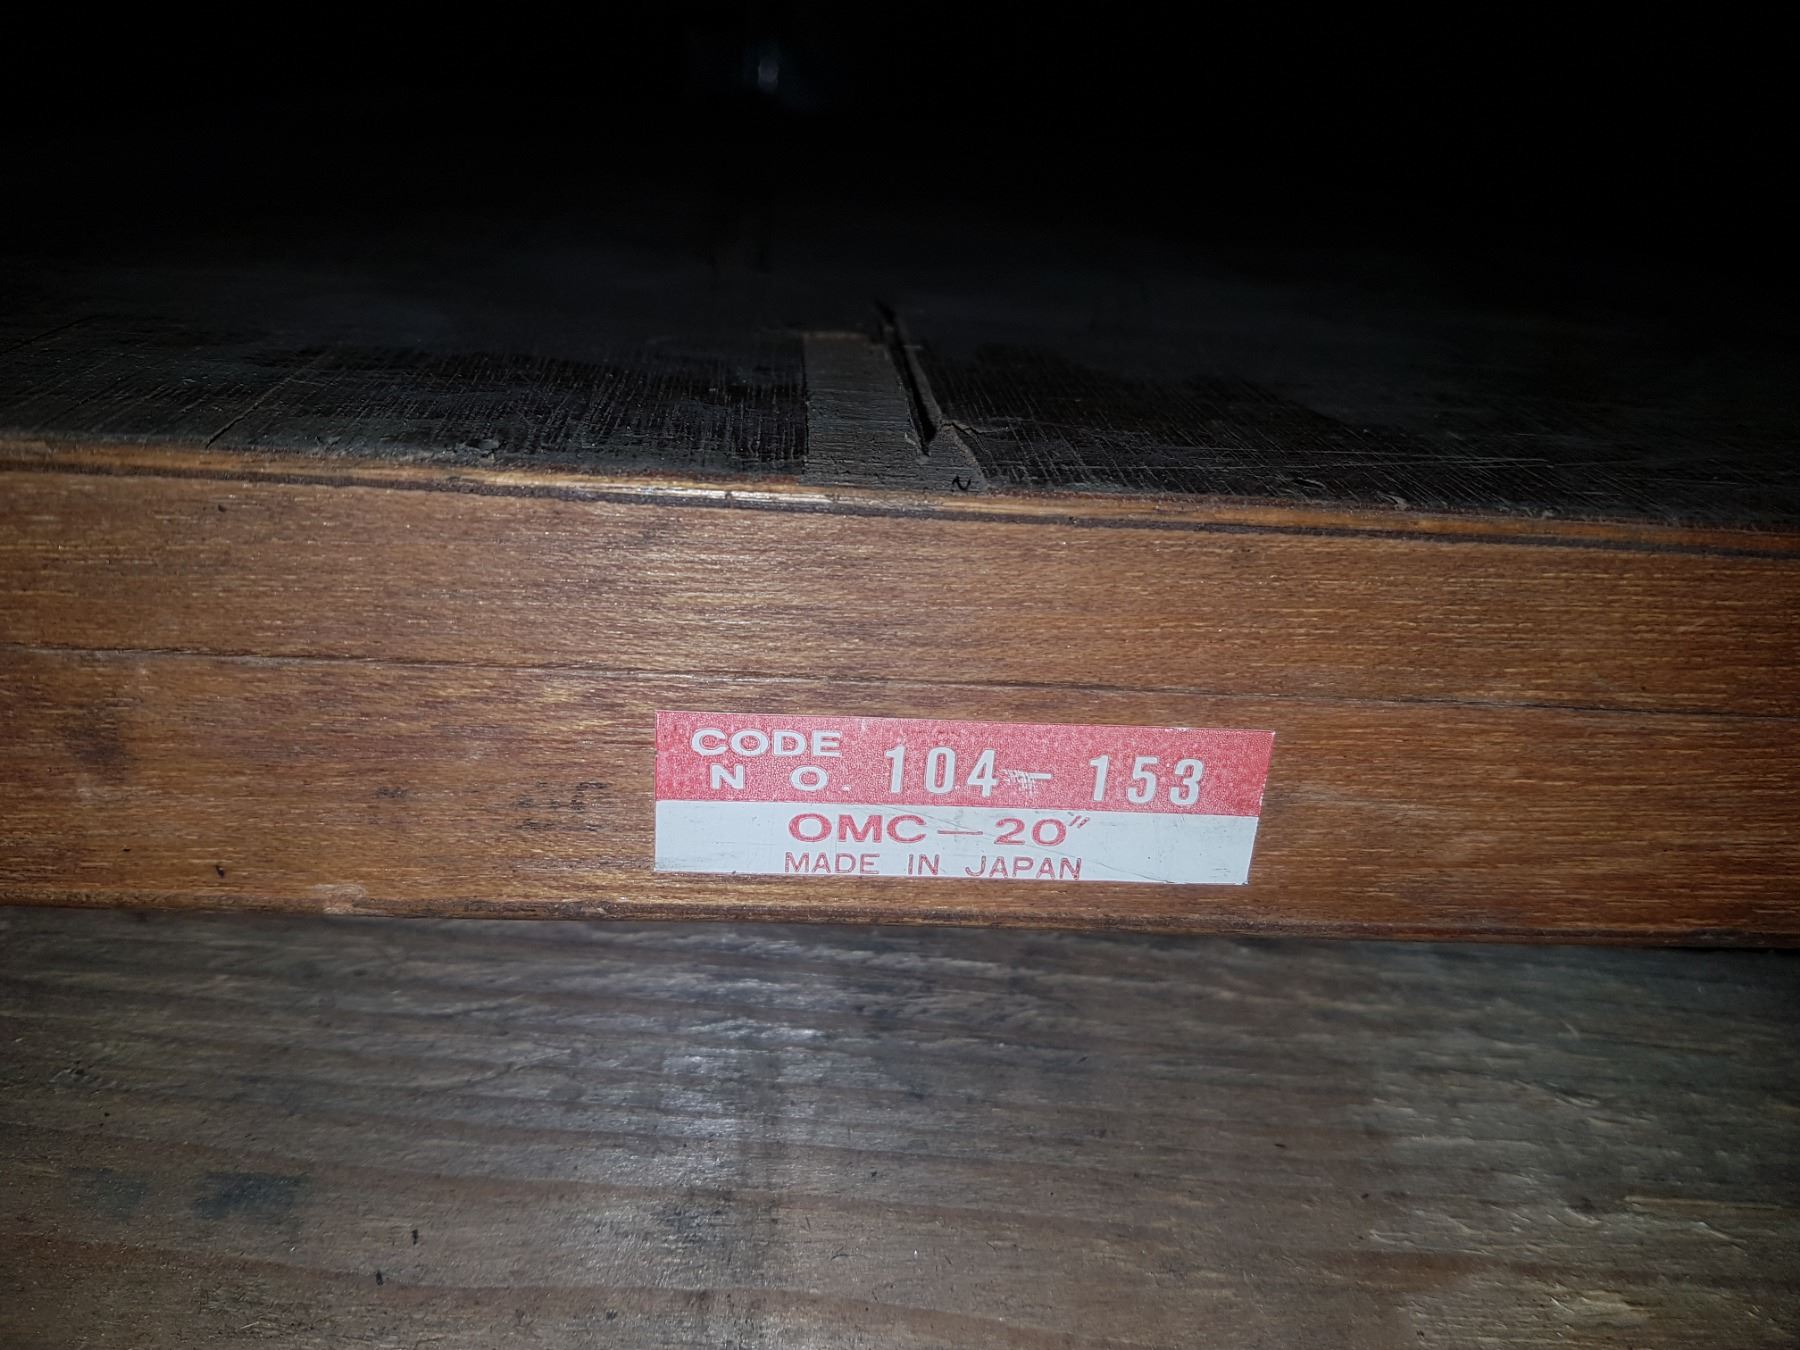 CODE NO. 104-153
OMC-20"
MADE IN JAPAN